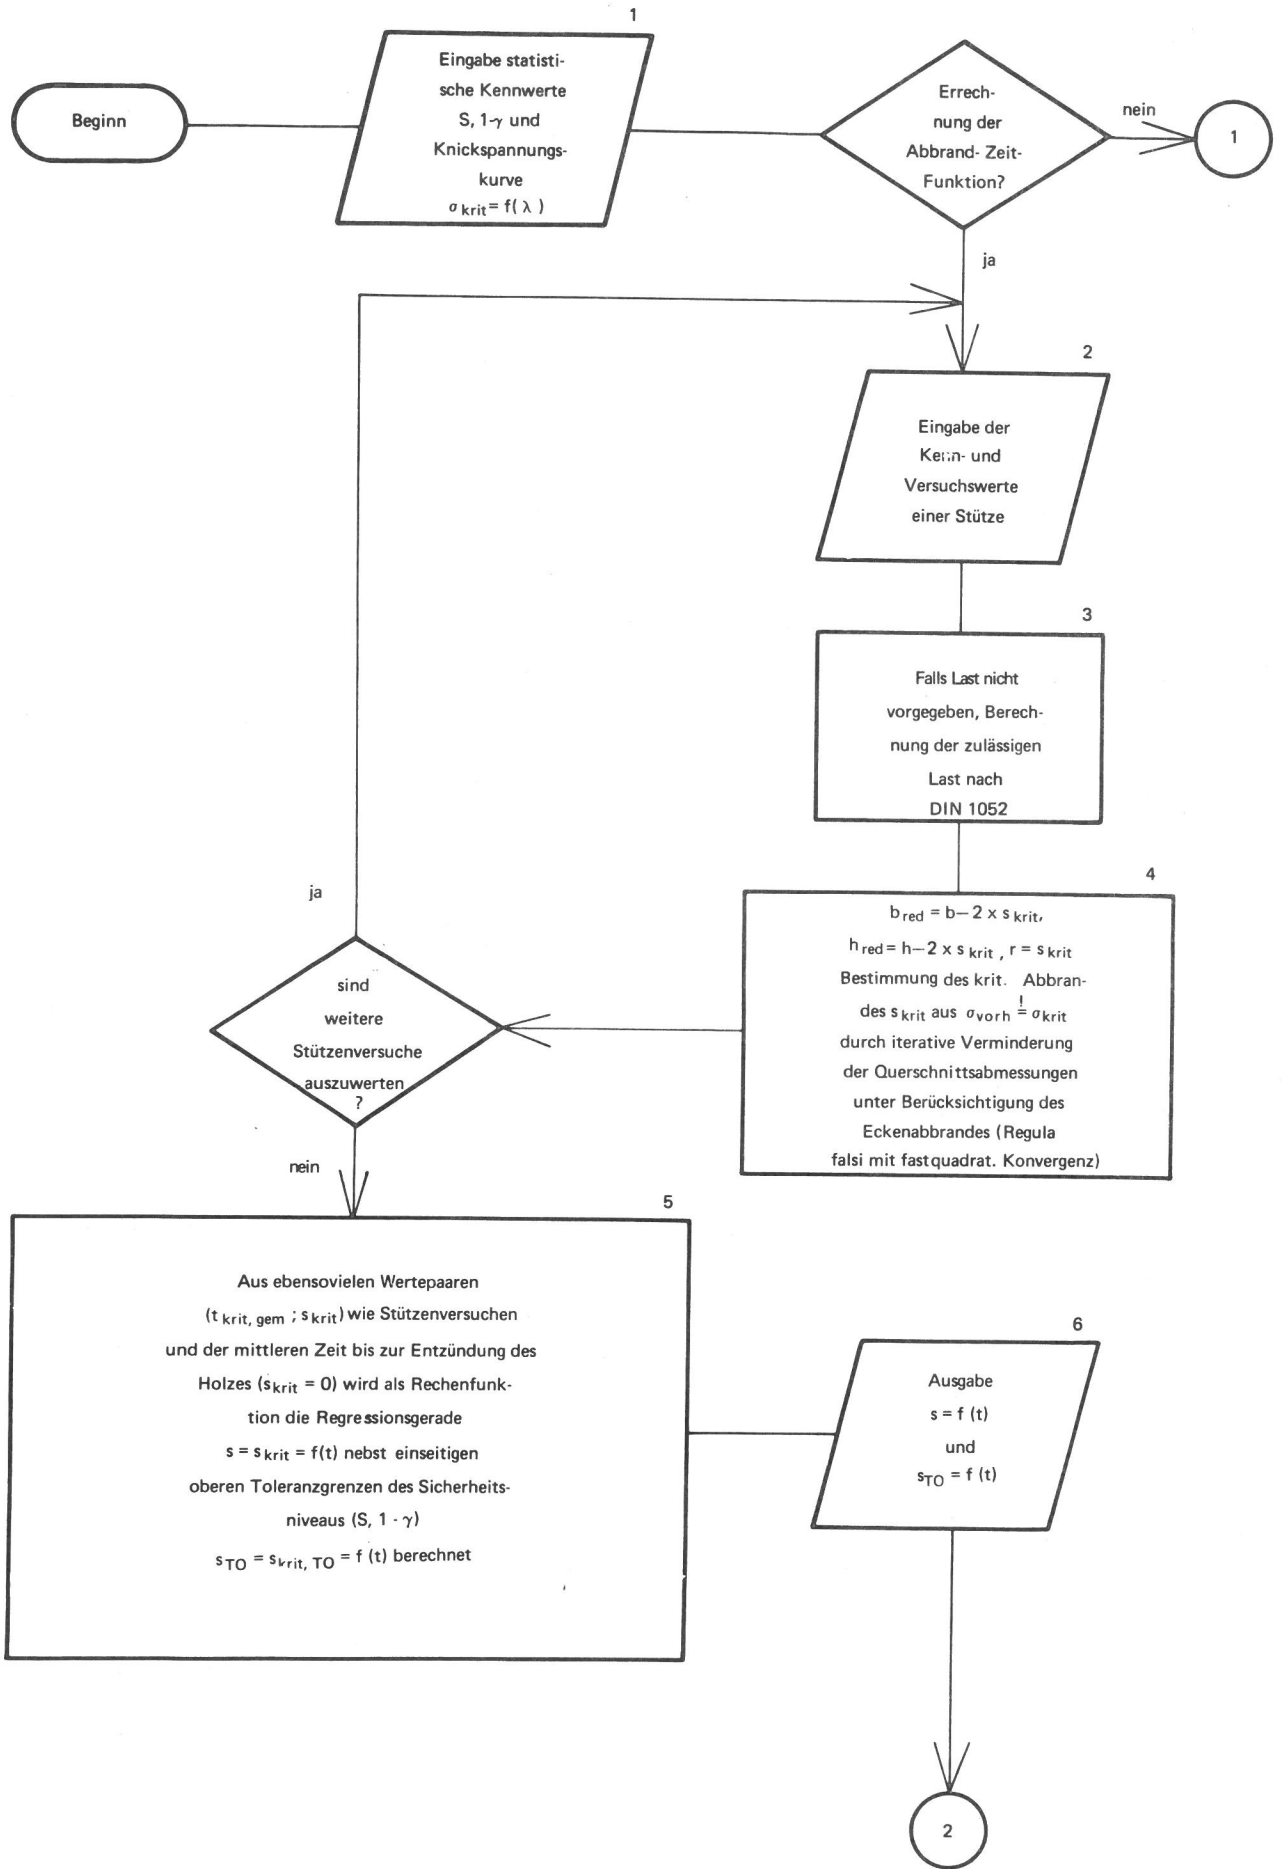 1
Beginn
Eingabe statisti-
sche Kennwerte
S, 1-γ und
Knickspannungs-
kurve
σ krit = f( λ )
Errech-
nung der
Abbrand- Zeit-
Funktion?
nein
1
ja
2
Eingabe der
Kenn- und
Versuchswerte
einer Stütze
3
Falls Last nicht
vorgegeben, Berech-
nung der zulässigen
Last nach
DIN 1052
4
b red = b− 2 x s krit,
h red = h− 2 x s krit , r = s krit
Bestimmung des krit. Abbran-
des s krit aus σ vorh != σ krit
durch iterative Verminderung
der Querschnittsabmessungen
unter Berücksichtigung des
Eckenabbrandes (Regula
falsi mit fastquadrat. Konvergenz)
ja
sind
weitere
Stützenversuche
auszuwerten
?
nein
5
Aus ebensovielen Wertepaaren
(t krit, gem ; s krit) wie Stützenversuchen
und der mittleren Zeit bis zur Entzündung des
Holzes (s krit = 0) wird als Rechenfunk-
tion die Regressionsgerade
s = s krit = f(t) nebst einseitigen
oberen Toleranzgrenzen des Sicherheits-
niveaus (S, 1 - γ)
s TO = s krit, TO = f (t) berechnet
6
Ausgabe
s = f (t)
und
s TO = f (t)
2